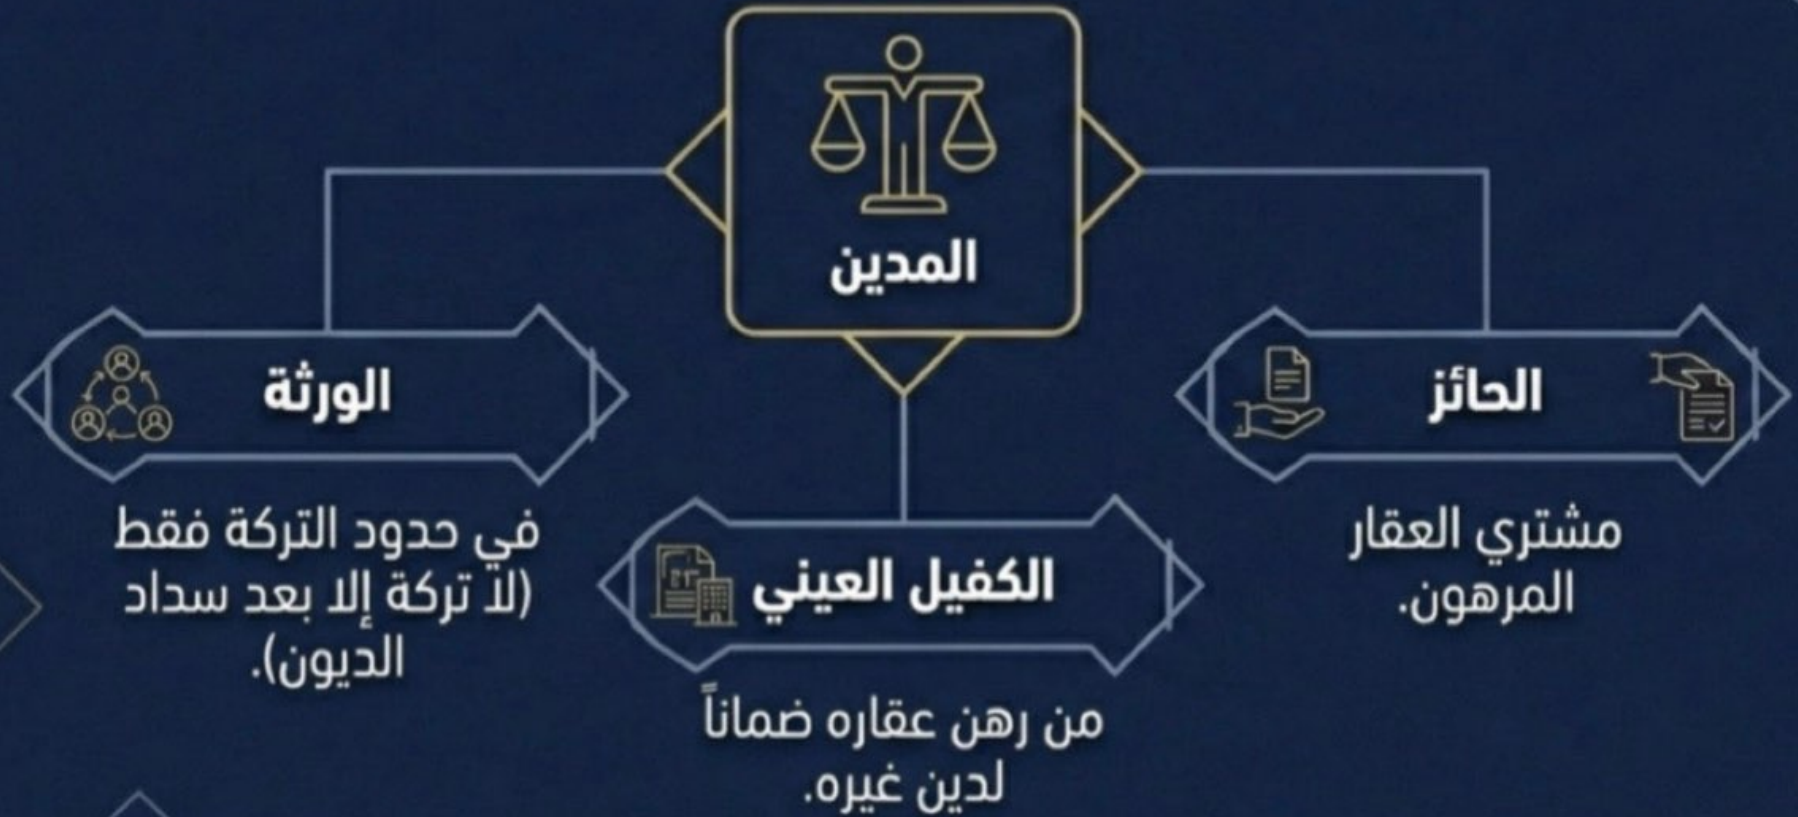 المدين
الحائز
مشتري العقار
المرهون.
الكفيل العيني
من رهن عقاره ضماناً
لدين غيره.
الورثة
في حدود التركة فقط
(لا تركة إلا بعد سداد
الديون).